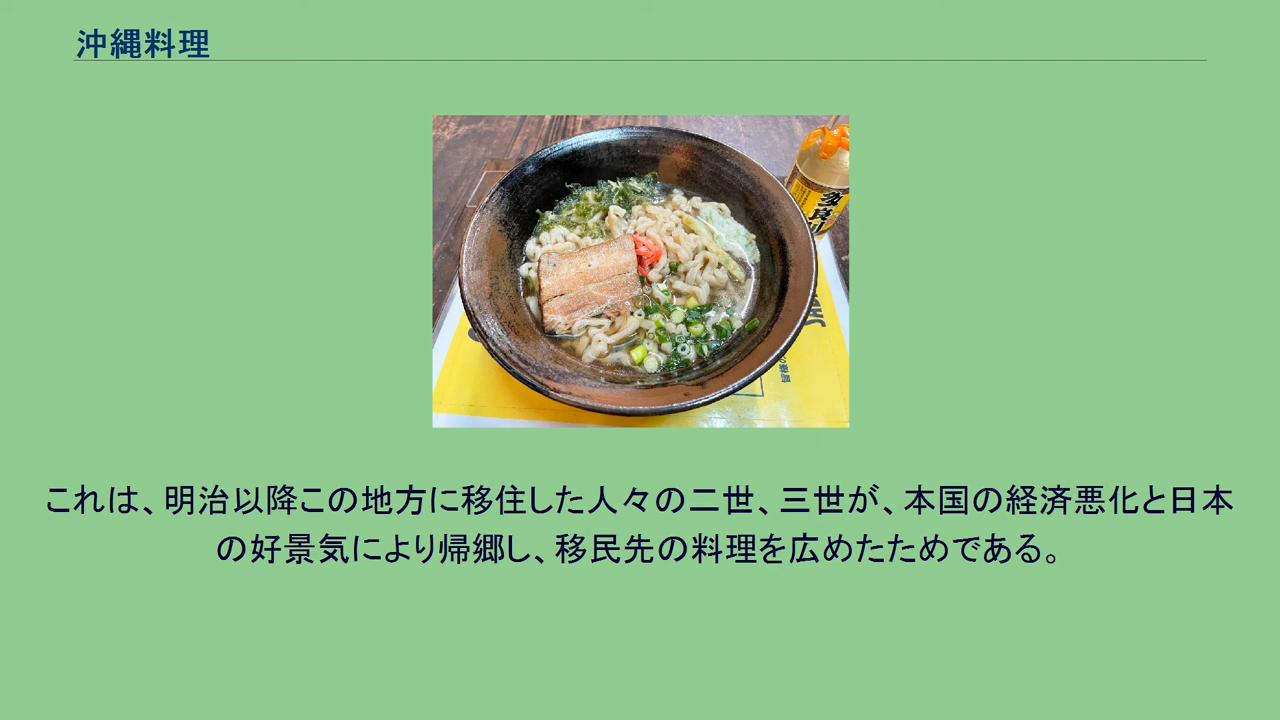 沖縄料理
これは、明治以降この地方に移住した人々の二世、三世が、本国の経済悪化と日本
の好景気により帰郷し、移民先の料理を広めたためである。